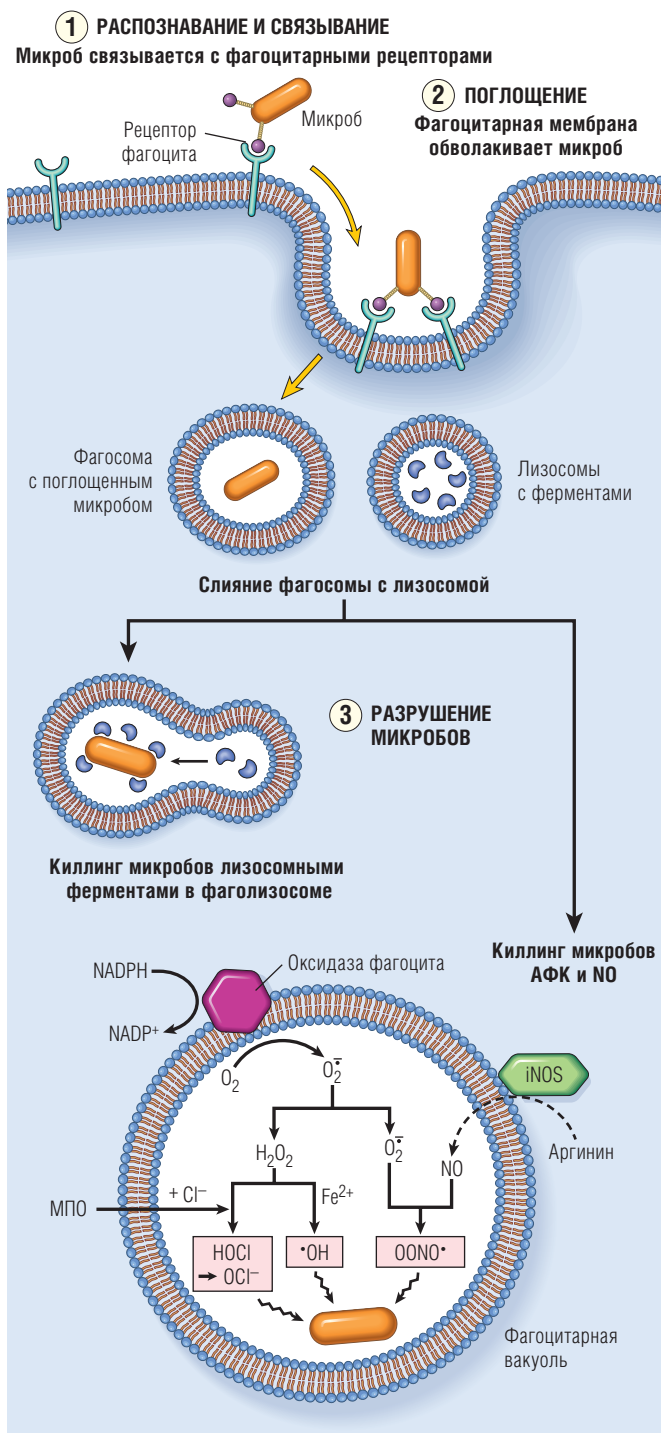 1 РАСПОЗНАВАНИЕ И СВЯЗЫВАНИЕ
Микроб связывается с фагоцитарными рецепторами
Микроб
Рецептор
фагоцита
2 ПОГЛОЩЕНИЕ
Фагоцитарная мембрана
обволакивает микроб
Фагосома
с поглощенным
микробом
Лизосомы
с ферментами
Слияние фагосомы с лизосомой
3 РАЗРУШЕНИЕ
МИКРОБОВ
Киллинг микробов лизосомными
ферментами в фаголизосоме
Киллинг микробов
АФК и NO
NADPH
Оксидаза фагоцита
NADP⁺
O₂
O₂•̅
iNOS
H₂O₂
O₂•̅
NO
Аргинин
МПО
+ Cl⁻
Fe²⁺
HOCl
→ OCl⁻
•OH
OONO•
Фагоцитарная
вакуоль